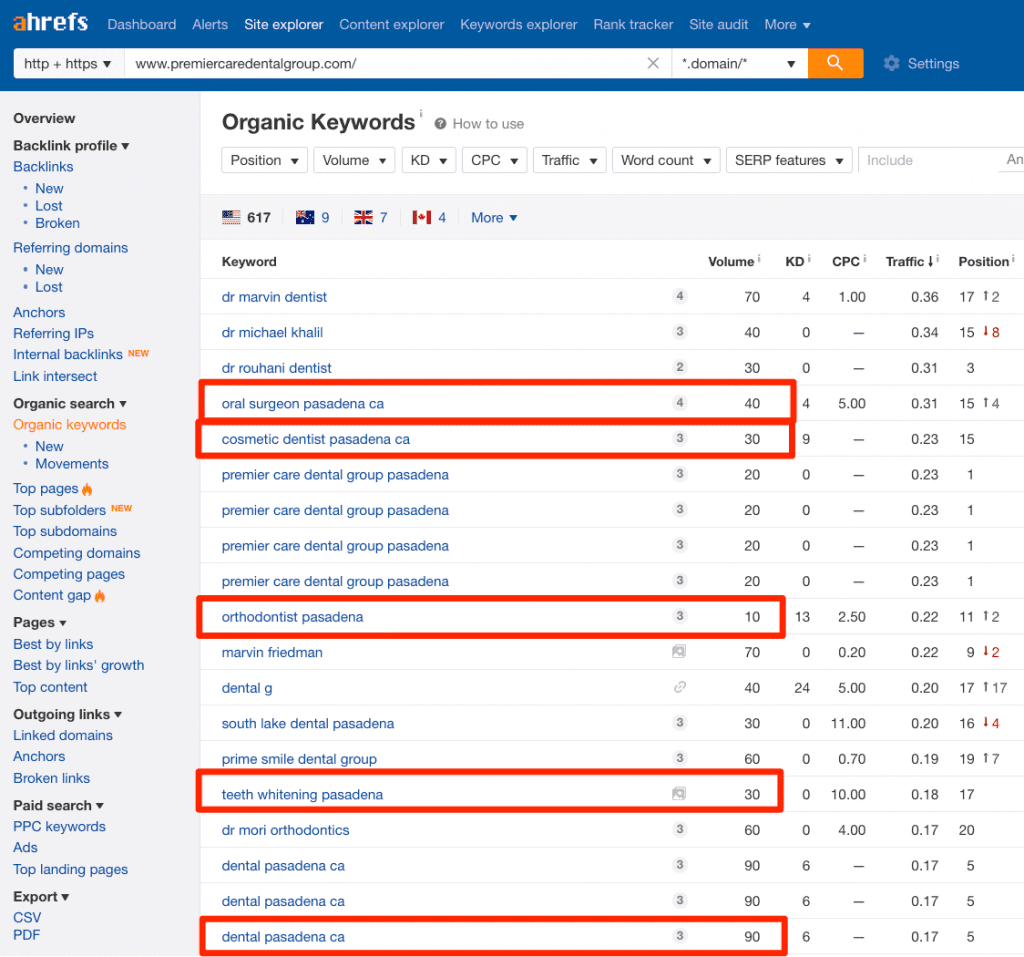 ahrefs Dashboard Alerts Site explorer Content explorer Keywords explorer Rank tracker Site audit More
http + https www.premiercaredentalgroup.com/ *.domain/* Settings
Overview
Backlink profile
Backlinks
• New
• Lost
• Broken
Referring domains
• New
• Lost
Anchors
Referring IPs
Internal backlinks NEW
Link intersect
Organic search
Organic keywords
• New
• Movements
Top pages
Top subfolders NEW
Top subdomains
Competing domains
Competing pages
Content gap
Pages
Best by links
Best by links' growth
Top content
Outgoing links
Linked domains
Anchors
Broken links
Paid search
PPC keywords
Ads
Top landing pages
Export
CSV
PDF
Organic Keywords i ? How to use
Position Volume KD CPC Traffic Word count SERP features Include An
617 9 7 4 More
Keyword Volume i KD i CPC i Traffic ↓ i Position i
dr marvin dentist 4 70 4 1.00 0.36 17 ↑2
dr michael khalil 3 40 0 — 0.34 15 ↓8
dr rouhani dentist 2 30 0 — 0.31 3
oral surgeon pasadena ca 4 40 4 5.00 0.31 15 ↑4
cosmetic dentist pasadena ca 3 30 9 — 0.23 15
premier care dental group pasadena 3 20 0 — 0.23 1
premier care dental group pasadena 3 20 0 — 0.23 1
premier care dental group pasadena 3 20 0 — 0.23 1
premier care dental group pasadena 3 20 0 — 0.23 1
orthodontist pasadena 3 10 13 2.50 0.22 11 ↑2
marvin friedman 70 0 0.20 0.22 9 ↓2
dental g 40 24 5.00 0.20 17 ↑17
south lake dental pasadena 3 30 0 11.00 0.20 16 ↓4
prime smile dental group 3 60 0 0.70 0.19 19 ↑7
teeth whitening pasadena 30 0 10.00 0.18 17
dr mori orthodontics 3 60 0 4.00 0.17 20
dental pasadena ca 3 90 6 — 0.17 5
dental pasadena ca 3 90 6 — 0.17 5
dental pasadena ca 3 90 6 — 0.17 5